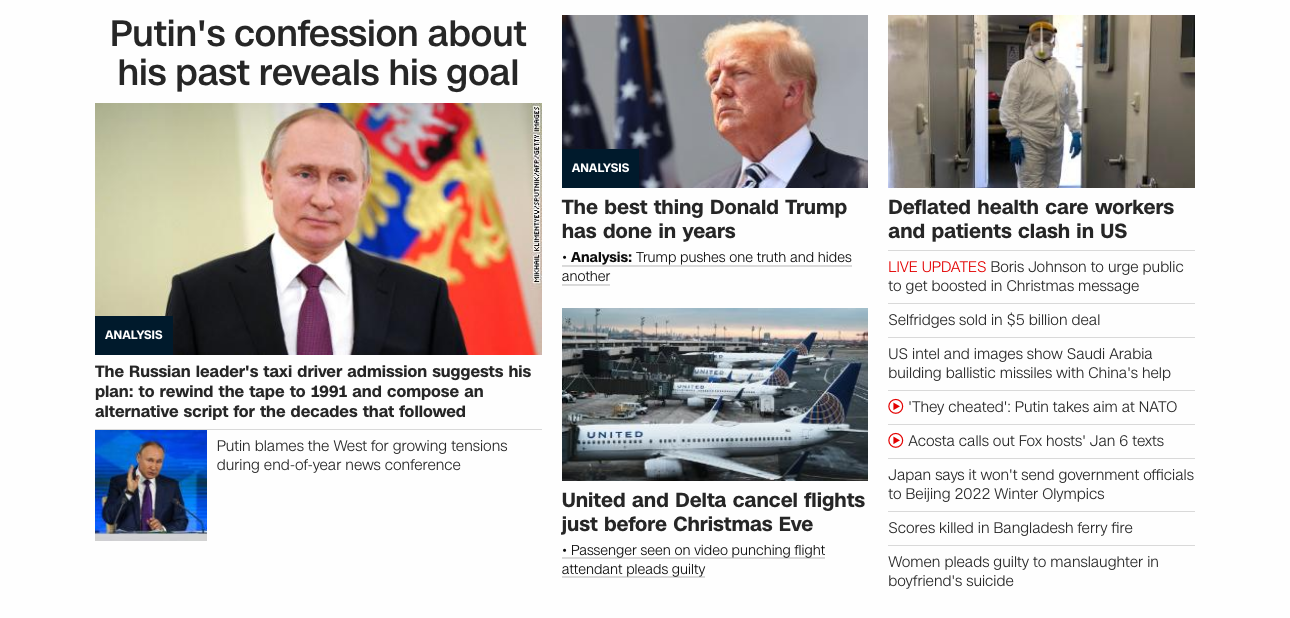 Putin's confession about
his past reveals his goal
MIKHAIL KLIMENTYEV/SPUTNIK/AFP/GETTY IMAGES
ANALYSIS
The Russian leader's taxi driver admission suggests his
plan: to rewind the tape to 1991 and compose an
alternative script for the decades that followed
Putin blames the West for growing tensions
during end-of-year news conference
ANALYSIS
The best thing Donald Trump
has done in years
• Analysis: Trump pushes one truth and hides
another
UNITED
UNITED
UNITED
United and Delta cancel flights
just before Christmas Eve
• Passenger seen on video punching flight
attendant pleads guilty
Deflated health care workers
and patients clash in US
LIVE UPDATES Boris Johnson to urge public
to get boosted in Christmas message
Selfridges sold in $5 billion deal
US intel and images show Saudi Arabia
building ballistic missiles with China's help
'They cheated': Putin takes aim at NATO
Acosta calls out Fox hosts' Jan 6 texts
Japan says it won't send government officials
to Beijing 2022 Winter Olympics
Scores killed in Bangladesh ferry fire
Women pleads guilty to manslaughter in
boyfriend's suicide